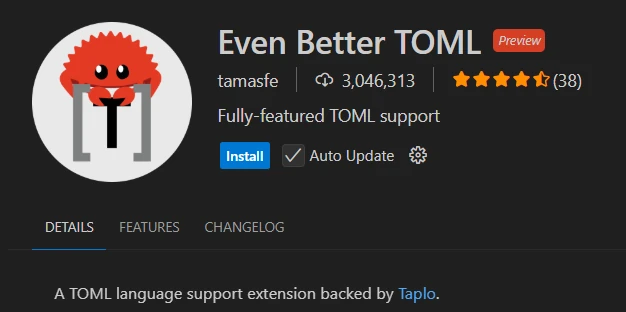 Even Better TOML Preview
tamasfe 3,046,313 (38)
Fully-featured TOML support
Install Auto Update
DETAILS FEATURES CHANGELOG
A TOML language support extension backed by Taplo.
[T]